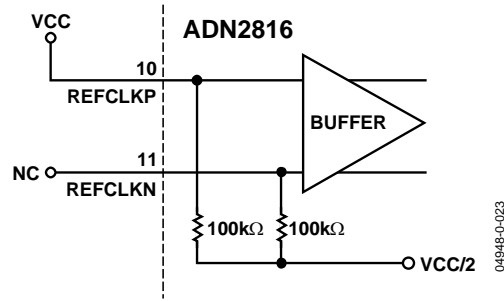 VCC
ADN2816
10
REFCLKP
BUFFER
11
NC
REFCLKN
100kΩ
100kΩ
VCC/2
04948-0-023